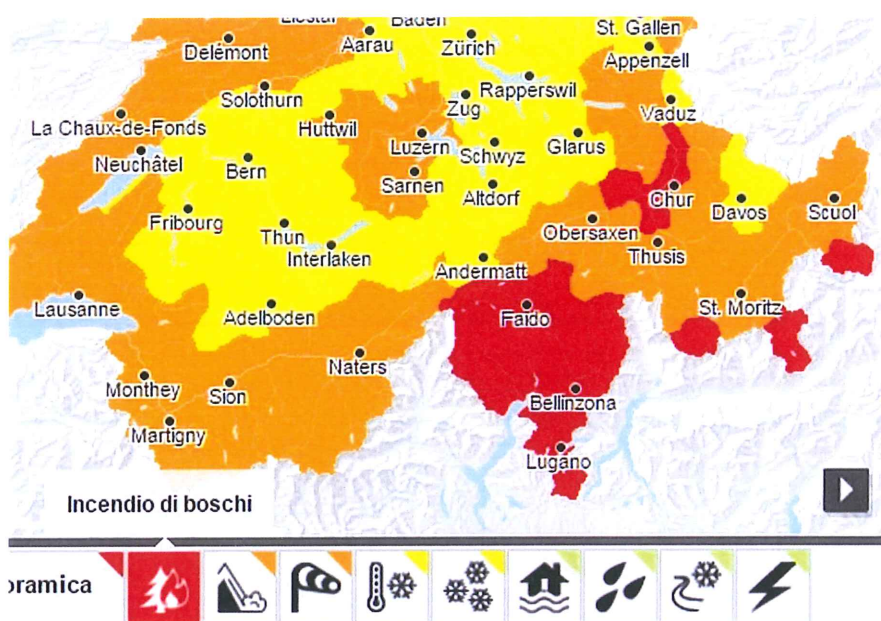 Liestal
Baden
St. Gallen
Delémont
Aarau
Zürich
Appenzell
Solothurn
Rapperswil
Zug
Vaduz
La Chaux-de-Fonds
Huttwil
Luzern
Schwyz
Glarus
Neuchâtel
Bern
Sarnen
Altdorf
Chur
Davos
Scuol
Fribourg
Thun
Obersaxen
Interlaken
Thusis
Andermatt
Lausanne
Adelboden
Faido
St. Moritz
Naters
Monthey
Sion
Bellinzona
Martigny
Lugano
Incendio di boschi
oramica